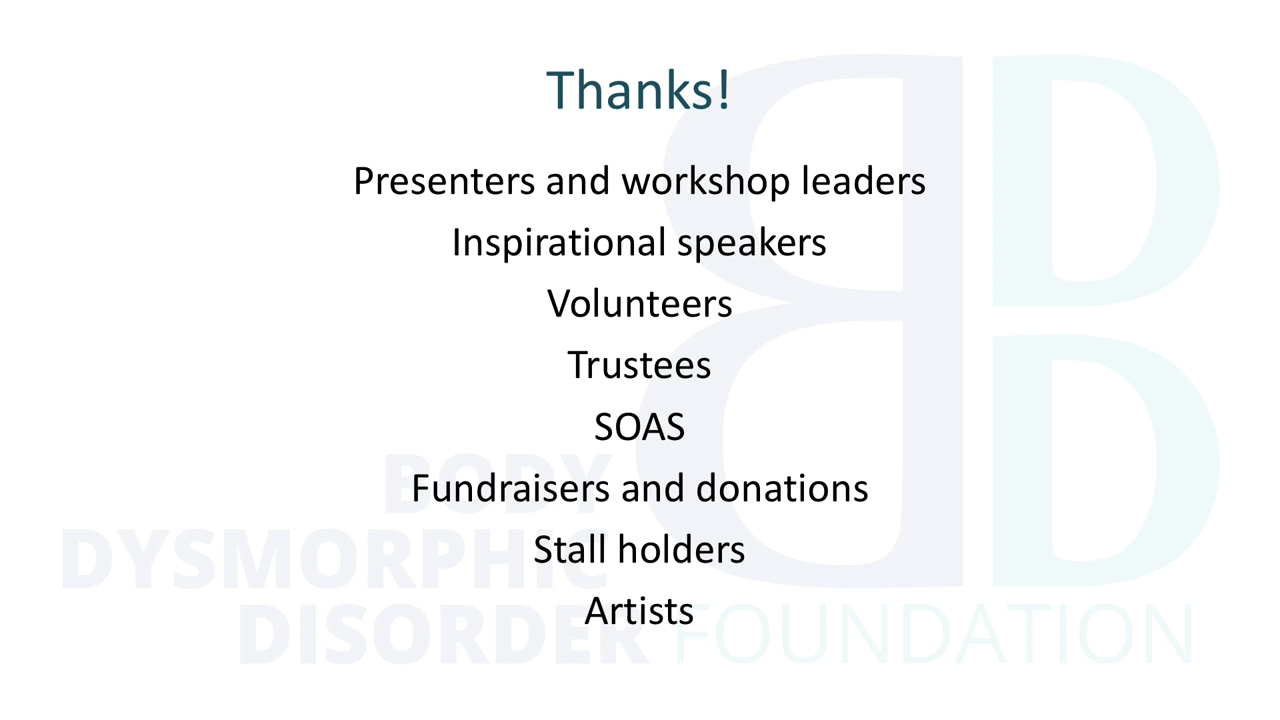 Thanks!
Presenters and workshop leaders
Inspirational speakers
Volunteers
Trustees
SOAS
Fundraisers and donations
Stall holders
Artists
BODY
DYSMORPHIC
DISORDER FOUNDATION